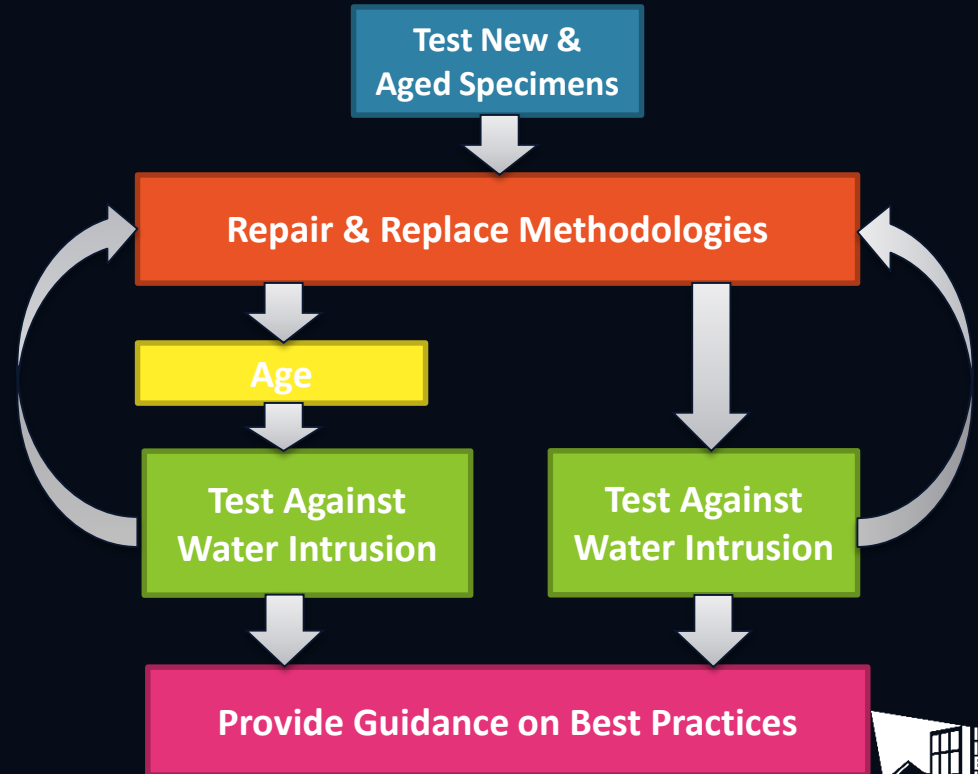 Test New &
Aged Specimens
Repair & Replace Methodologies
Age
Test Against
Water Intrusion
Test Against
Water Intrusion
Provide Guidance on Best Practices